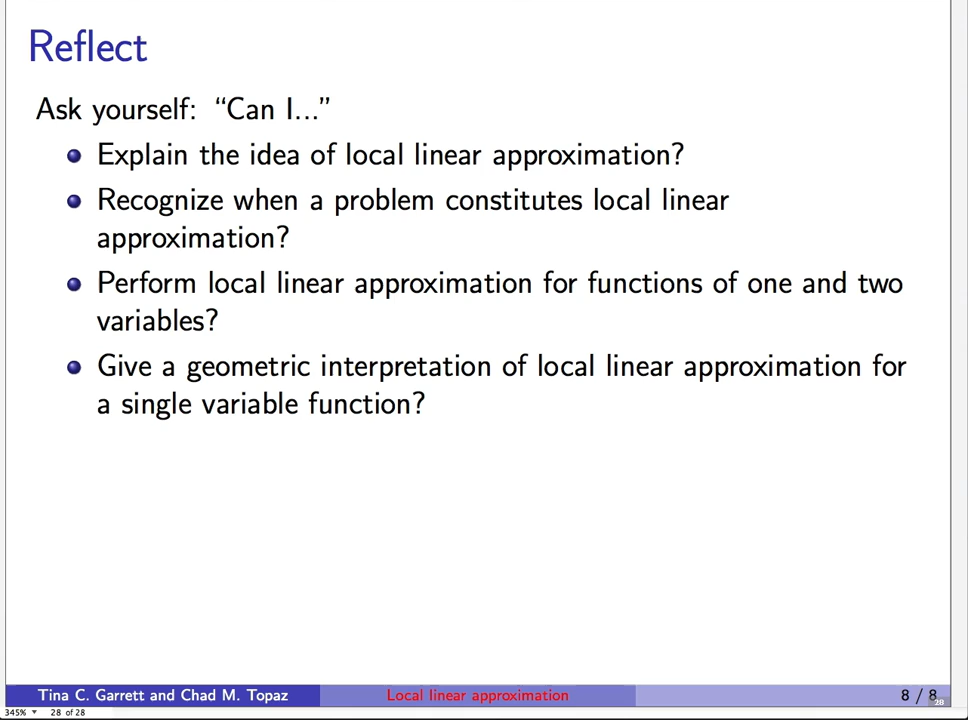 Reflect
Ask yourself: “Can I...”
Explain the idea of local linear approximation?
Recognize when a problem constitutes local linear
approximation?
Perform local linear approximation for functions of one and two
variables?
Give a geometric interpretation of local linear approximation for
a single variable function?
Tina C. Garrett and Chad M. Topaz
Local linear approximation
8 / 8
28
345%
28 of 28